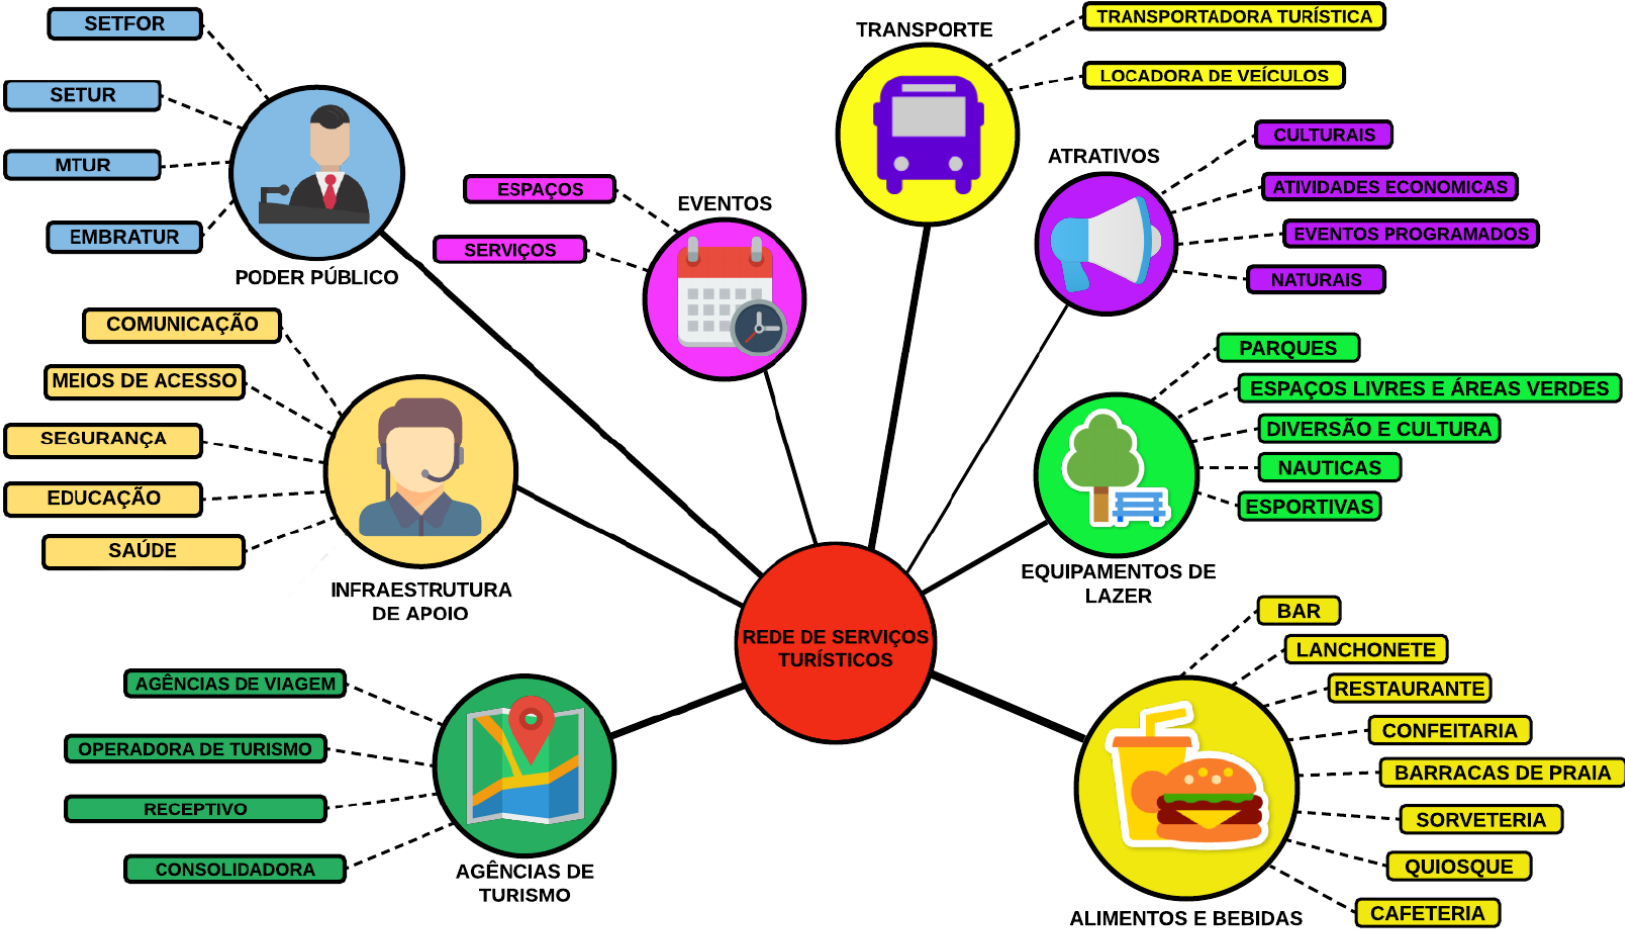 SETFOR
SETUR
MTUR
EMBRATUR
PODER PÚBLICO
ESPAÇOS
SERVIÇOS
EVENTOS
TRANSPORTE
TRANSPORTADORA TURÍSTICA
LOCADORA DE VEÍCULOS
ATRATIVOS
CULTURAIS
ATIVIDADES ECONOMICAS
EVENTOS PROGRAMADOS
NATURAIS
COMUNICAÇÃO
MEIOS DE ACESSO
SEGURANÇA
EDUCAÇÃO
SAÚDE
INFRAESTRUTURA
DE APOIO
PARQUES
ESPAÇOS LIVRES E ÁREAS VERDES
DIVERSÃO E CULTURA
NAUTICAS
ESPORTIVAS
EQUIPAMENTOS DE
LAZER
REDE DE SERVIÇOS
TURÍSTICOS
AGÊNCIAS DE VIAGEM
OPERADORA DE TURISMO
RECEPTIVO
CONSOLIDADORA
AGÊNCIAS DE
TURISMO
BAR
LANCHONETE
RESTAURANTE
CONFEITARIA
BARRACAS DE PRAIA
SORVETERIA
QUIOSQUE
CAFETERIA
ALIMENTOS E BEBIDAS